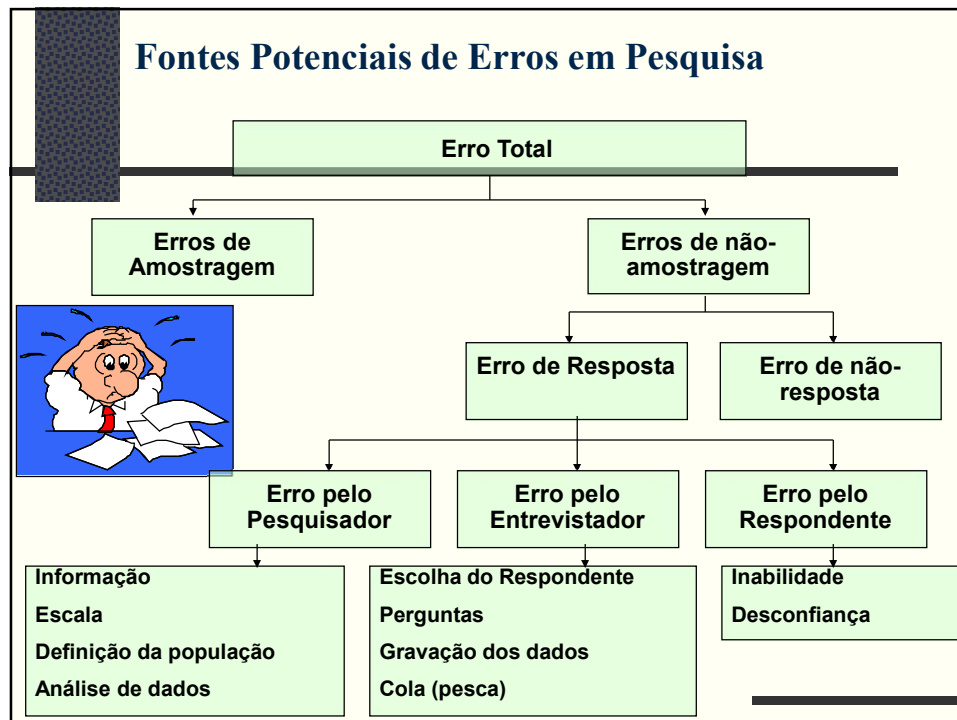 Fontes Potenciais de Erros em Pesquisa
Erro Total
Erros de
Amostragem
Erros de não-
amostragem
Erro de Resposta
Erro de não-
resposta
Erro pelo
Pesquisador
Erro pelo
Entrevistador
Erro pelo
Respondente
Informação
Escala
Definição da população
Análise de dados
Escolha do Respondente
Perguntas
Gravação dos dados
Cola (pesca)
Inabilidade
Desconfiança